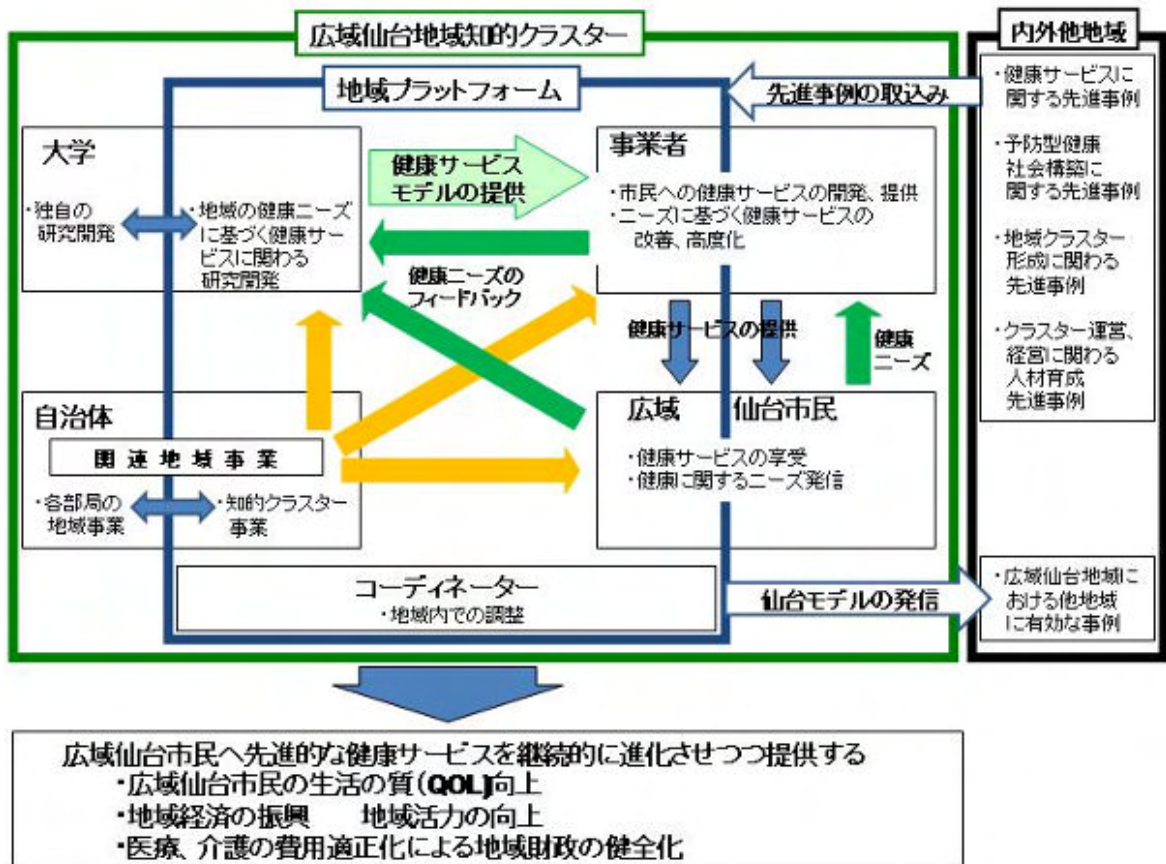 広域仙台地域知的クラスター
内外他地域
地域プラットフォーム
先進事例の取込み
・健康サービスに
関する先進事例
・予防型健康
社会構築に
関する先進事例
・地域クラスター
形成に関わる
先進事例
・クラスター運営、
経営に関わる
人材育成
先進事例
大学
・独自の
研究開発
・地域の健康ニーズ
に基づく健康サー
ビスに関わる
研究開発
健康サービス
モデルの提供
事業者
・市民への健康サービスの開発、提供
・ニーズに基づく健康サービスの
改善、高度化
健康ニーズの
フィードバック
健康サービスの提供
健康
ニーズ
自治体
関連地域事業
・各部局の
地域事業
・知的クラスター
事業
広域 仙台市民
・健康サービスの享受
・健康に関するニーズ発信
コーディネーター
・地域内での調整
仙台モデルの発信
・広域仙台地域に
おける他地域
に有効な事例
広域仙台市民へ先進的な健康サービスを継続的に進化させつつ提供する
・広域仙台市民の生活の質(QOL)向上
・地域経済の振興 地域活力の向上
・医療、介護の費用適正化による地域財政の健全化